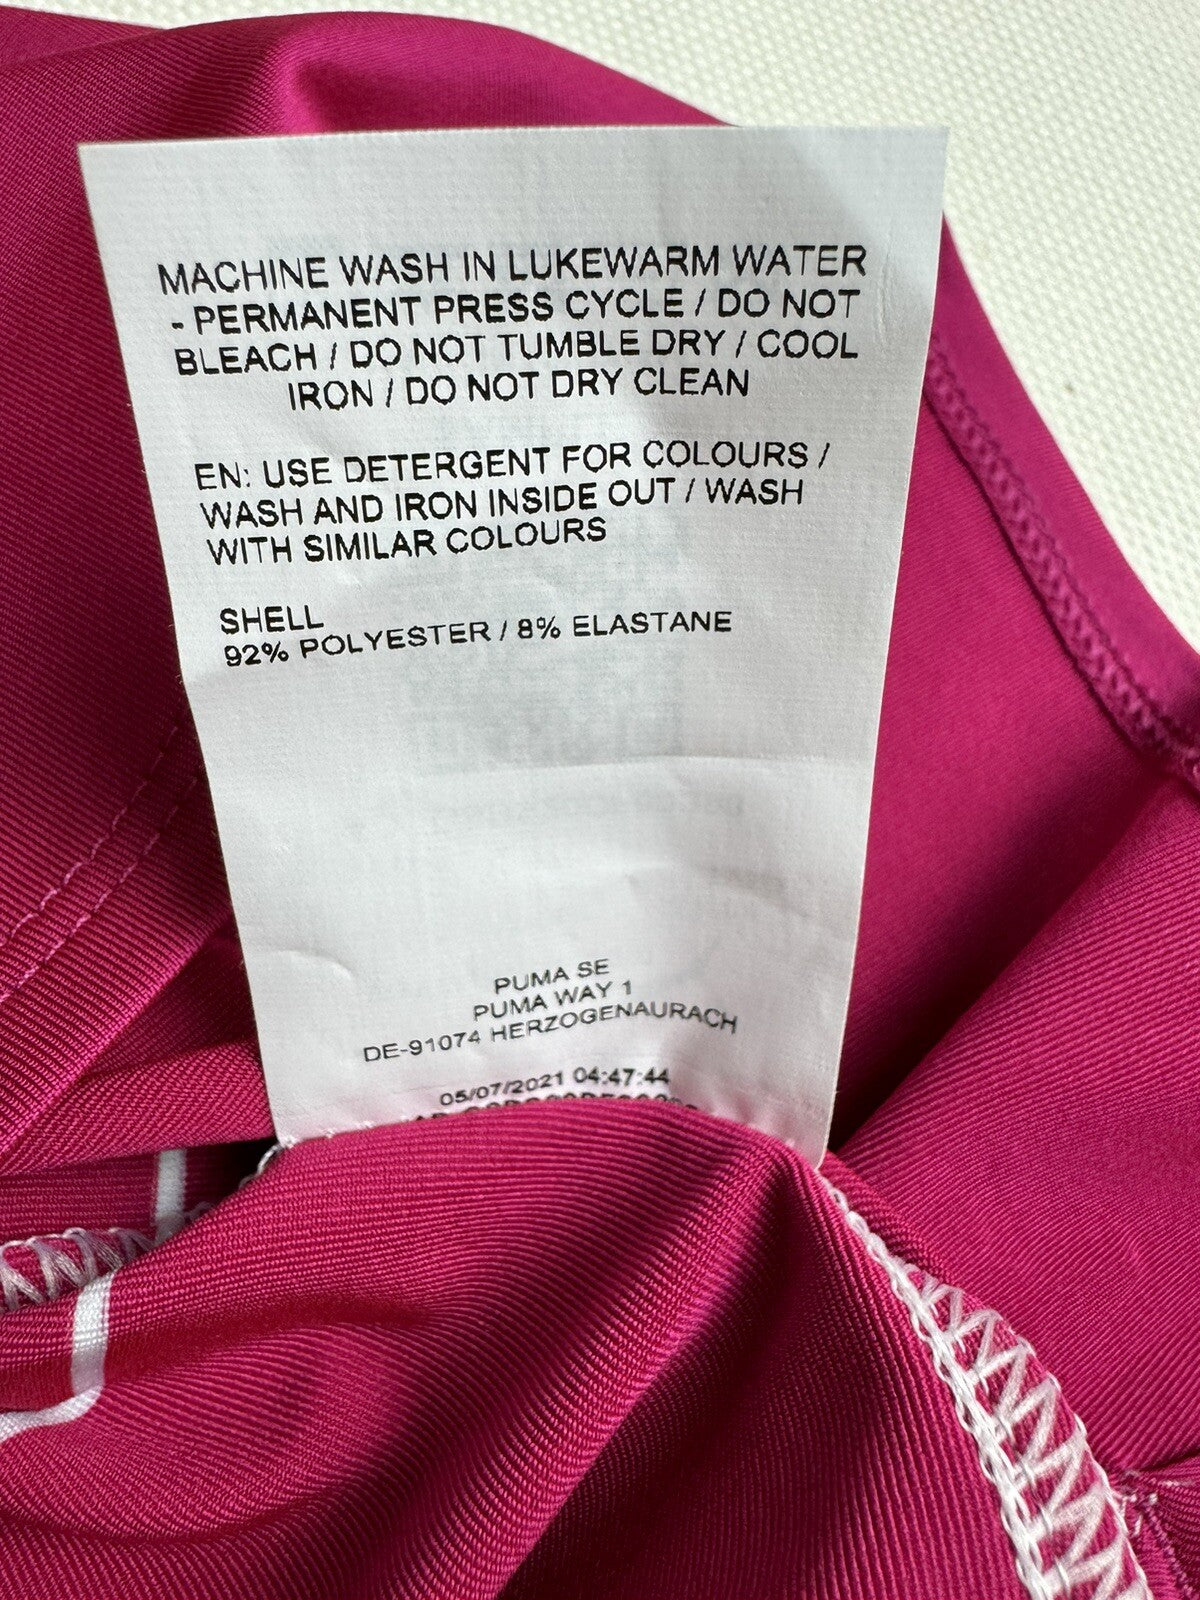 MACHINE WASH IN LUKEWARM WATER
- PERMANENT PRESS CYCLE / DO NOT
BLEACH / DO NOT TUMBLE DRY / COOL
IRON / DO NOT DRY CLEAN
EN: USE DETERGENT FOR COLOURS /
WASH AND IRON INSIDE OUT / WASH
WITH SIMILAR COLOURS
SHELL
92% POLYESTER / 8% ELASTANE
PUMA SE
PUMA WAY 1
DE-91074 HERZOGENAURACH
05/07/2021 04:47:44